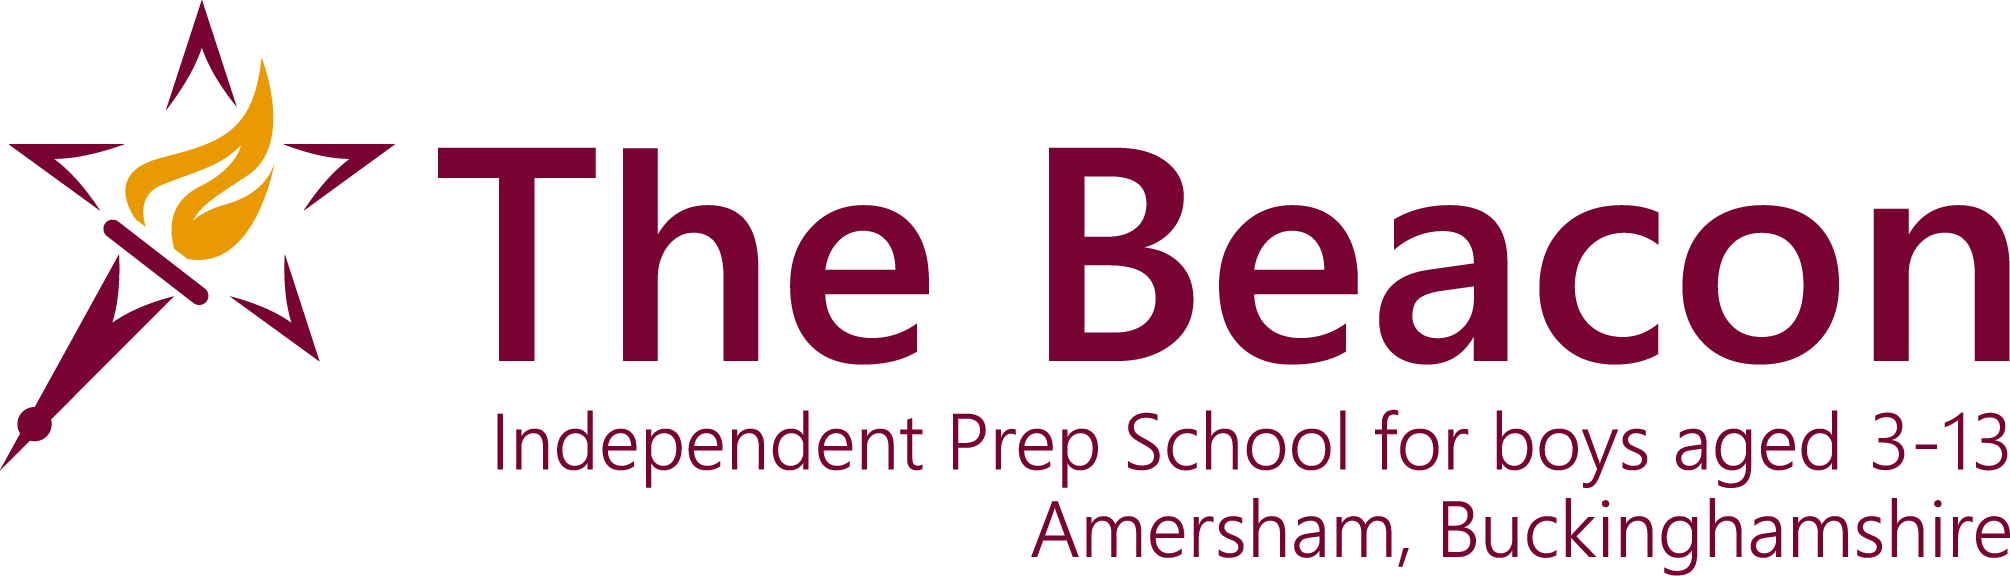 The Beacon
Independent Prep School for boys aged 3-13
Amersham, Buckinghamshire